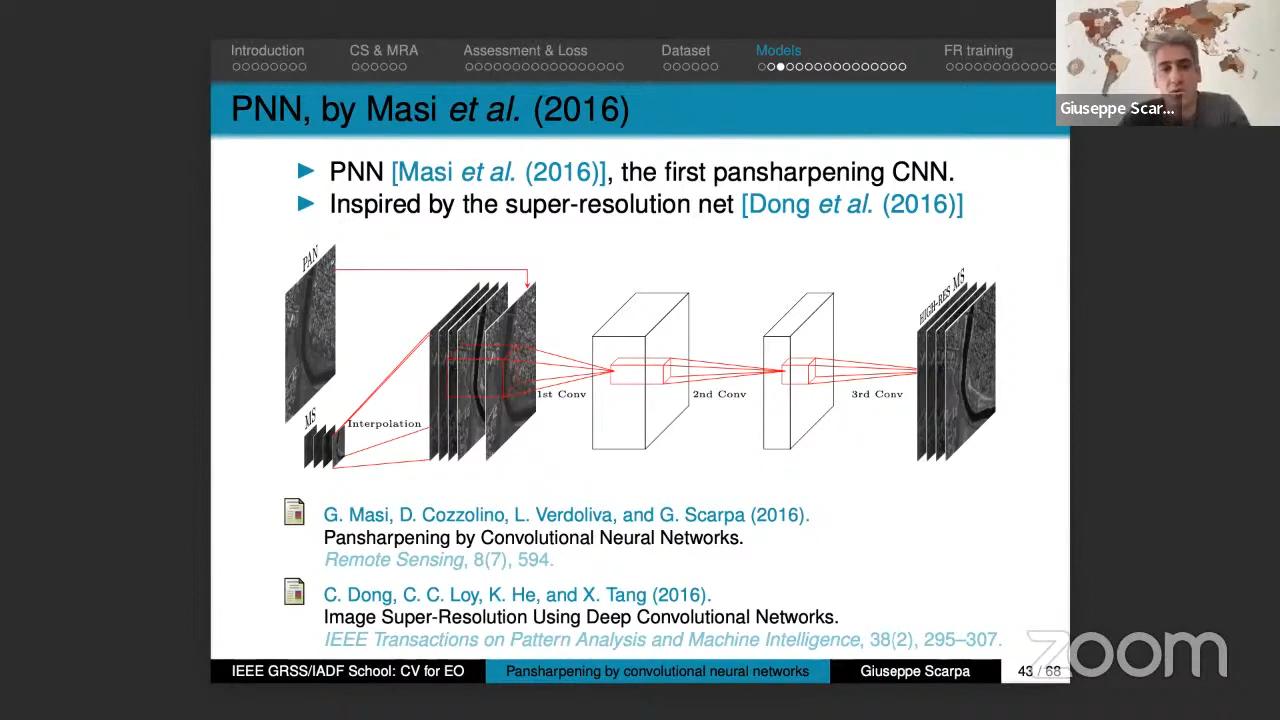 Introduction
CS & MRA
Assessment & Loss
Dataset
Models
FR training
Giuseppe Scar...
PNN, by Masi et al. (2016)
PNN [Masi et al. (2016)], the first pansharpening CNN.
Inspired by the super-resolution net [Dong et al. (2016)]
PAN
MS
Interpolation
1st Conv
2nd Conv
3rd Conv
HIGH-RES MS
G. Masi, D. Cozzolino, L. Verdoliva, and G. Scarpa (2016).
Pansharpening by Convolutional Neural Networks.
Remote Sensing, 8(7), 594.
C. Dong, C. C. Loy, K. He, and X. Tang (2016).
Image Super-Resolution Using Deep Convolutional Networks.
IEEE Transactions on Pattern Analysis and Machine Intelligence, 38(2), 295–307.
IEEE GRSS/IADF School: CV for EO
Pansharpening by convolutional neural networks
Giuseppe Scarpa
43 / 68
zoom